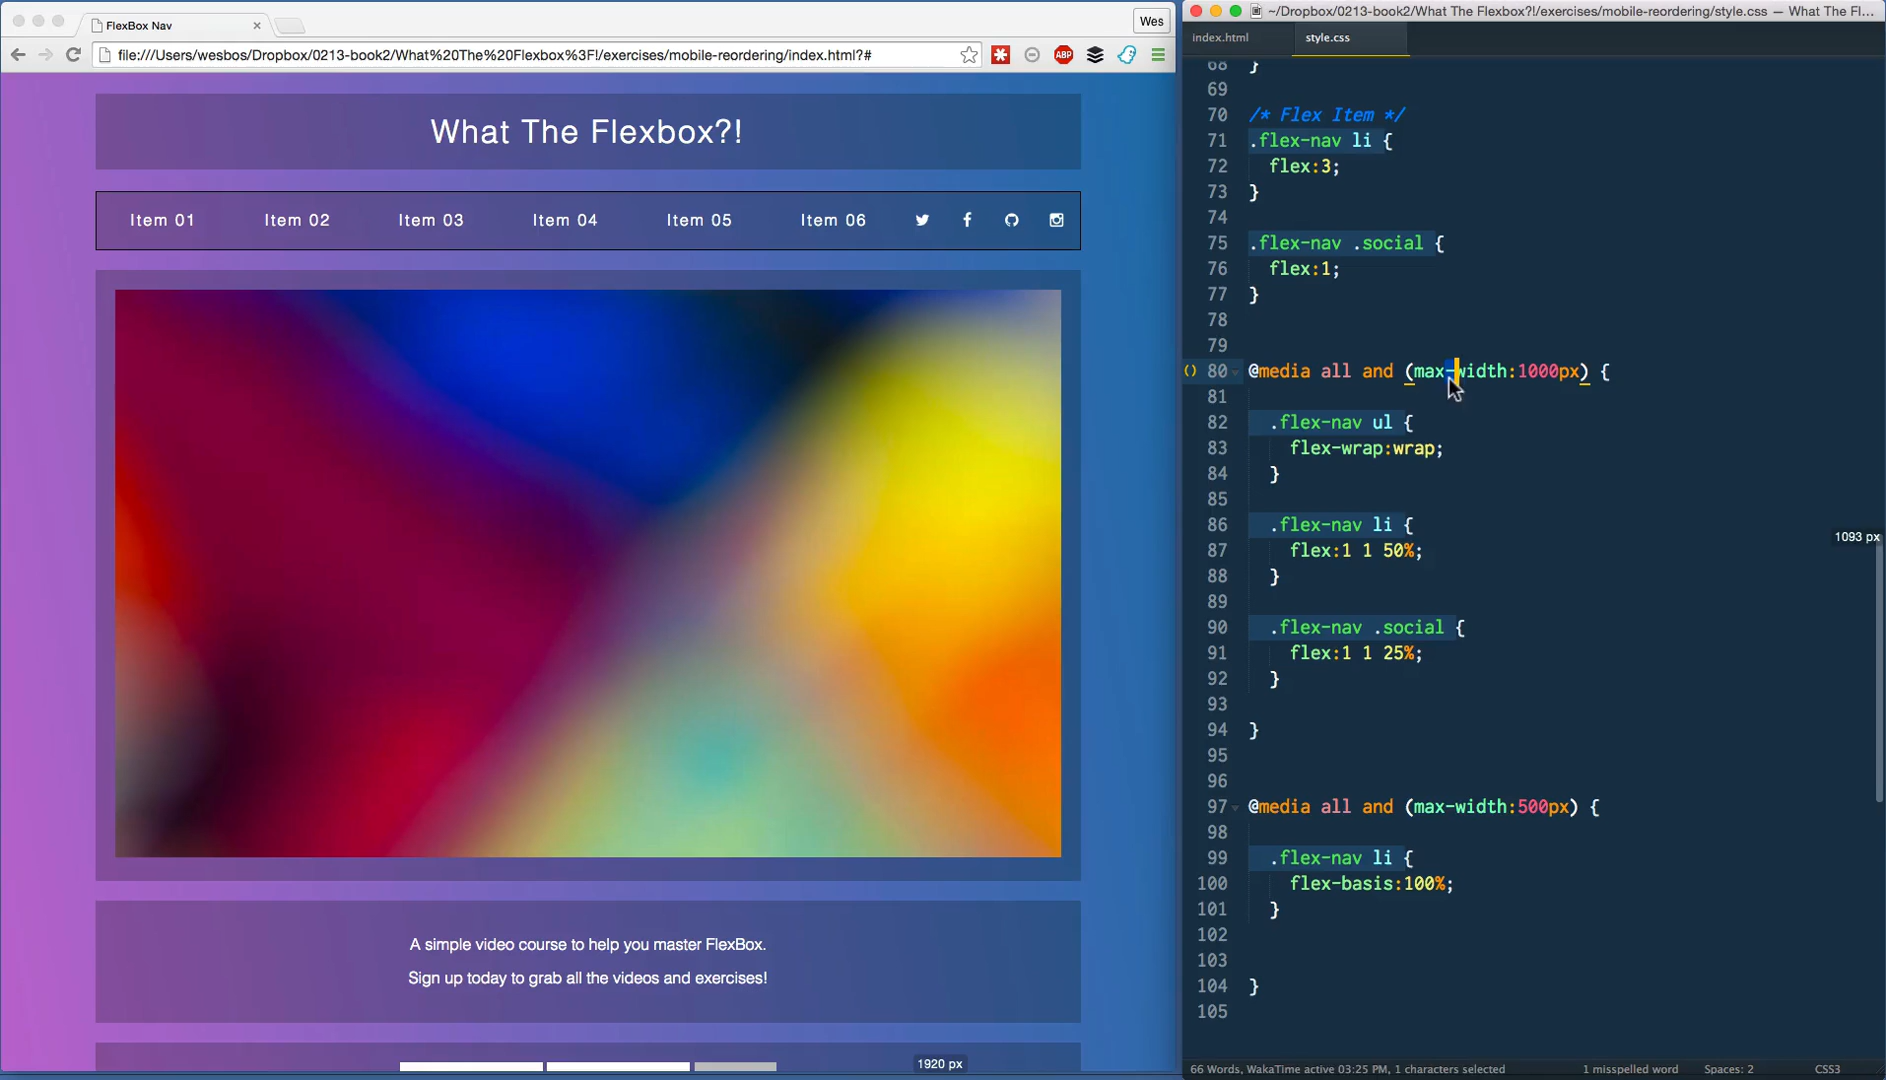 FlexBox Nav
Wes
file:///Users/wesbos/Dropbox/0213-book2/What%20The%20Flexbox%3F!/exercises/mobile-reordering/index.html?#
ABP
What The Flexbox?!
Item 01 Item 02 Item 03 Item 04 Item 05 Item 06
A simple video course to help you master FlexBox.
Sign up today to grab all the videos and exercises!
1920 px
~/Dropbox/0213-book2/What The Flexbox?!/exercises/mobile-reordering/style.css — What The Fl...
index.html style.css
68 }
69
70 /* Flex Item */
71 .flex-nav li {
72 flex:3;
73 }
74
75 .flex-nav .social {
76 flex:1;
77 }
78
79
80 @media all and (max-width:1000px) {
81
82 .flex-nav ul {
83 flex-wrap:wrap;
84 }
85
86 .flex-nav li {
87 flex:1 1 50%;
88 }
89
90 .flex-nav .social {
91 flex:1 1 25%;
92 }
93
94 }
95
96
97 @media all and (max-width:500px) {
98
99 .flex-nav li {
100 flex-basis:100%;
101 }
102
103
104 }
105
1093 px
66 Words, WakaTime active 03:25 PM, 1 characters selected 1 misspelled word Spaces: 2 CSS3